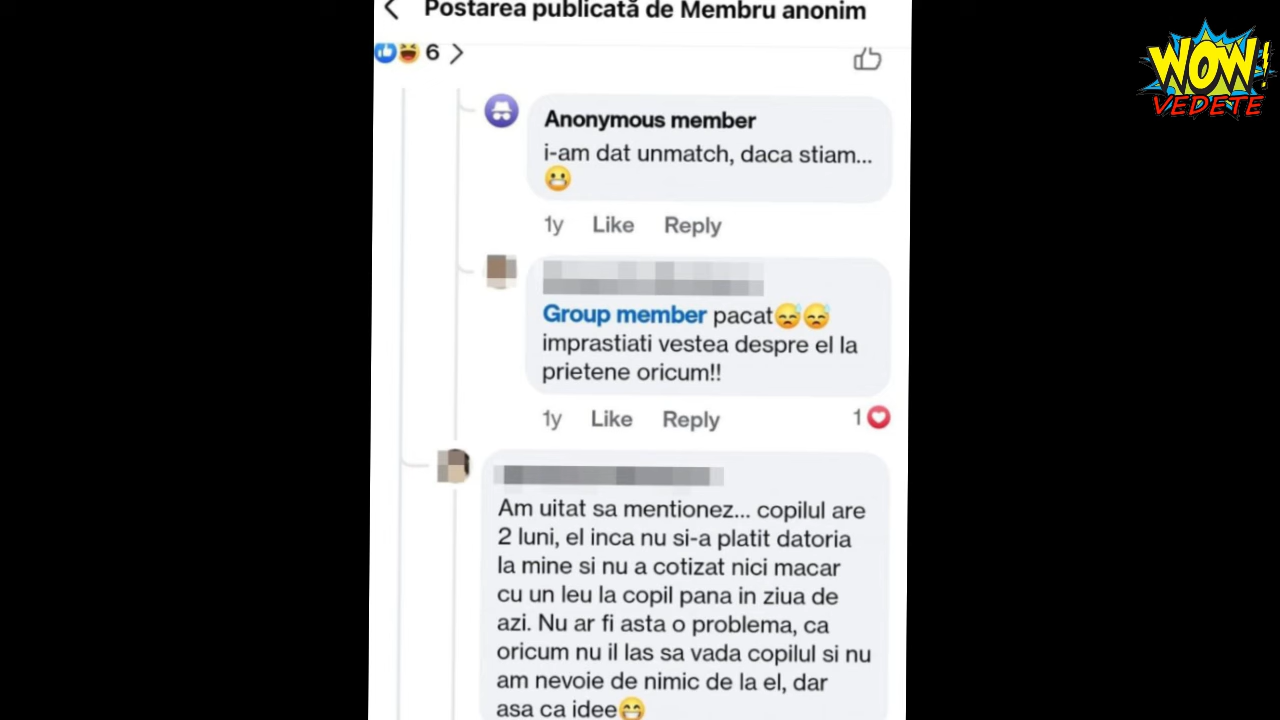 Postarea publicată de Membru anonim
6
WOW!
VEDETE
Anonymous member
i-am dat unmatch, daca stiam...
1y Like Reply
Group member pacat
imprastiati vestea despre el la
prietene oricum!!
1y Like Reply 1
Am uitat sa mentionez... copilul are
2 luni, el inca nu si-a platit datoria
la mine si nu a cotizat nici macar
cu un leu la copil pana in ziua de
azi. Nu ar fi asta o problema, ca
oricum nu il las sa vada copilul si nu
am nevoie de nimic de la el, dar
asa ca idee